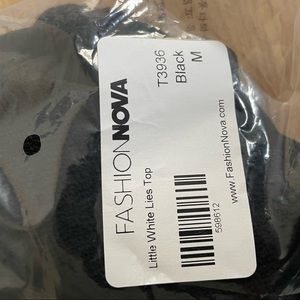 FASHIONNOVA
T3936
Black
M
Little White Lies Top
598612
www.FashionNova.com